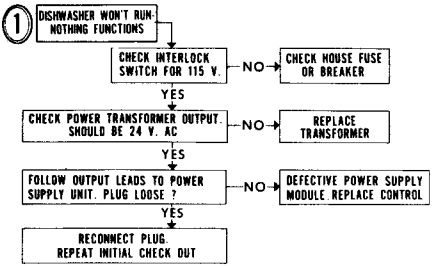 1
DISHWASHER WON'T RUN-
NOTHING FUNCTIONS
CHECK INTERLOCK
SWITCH FOR 115 V.
NO
CHECK HOUSE FUSE
OR BREAKER
YES
CHECK POWER TRANSFORMER OUTPUT.
SHOULD BE 24 V. AC
NO
REPLACE
TRANSFORMER
YES
FOLLOW OUTPUT LEADS TO POWER
SUPPLY UNIT. PLUG LOOSE ?
NO
DEFECTIVE POWER SUPPLY
MODULE. REPLACE CONTROL
YES
RECONNECT PLUG.
REPEAT INITIAL CHECK OUT